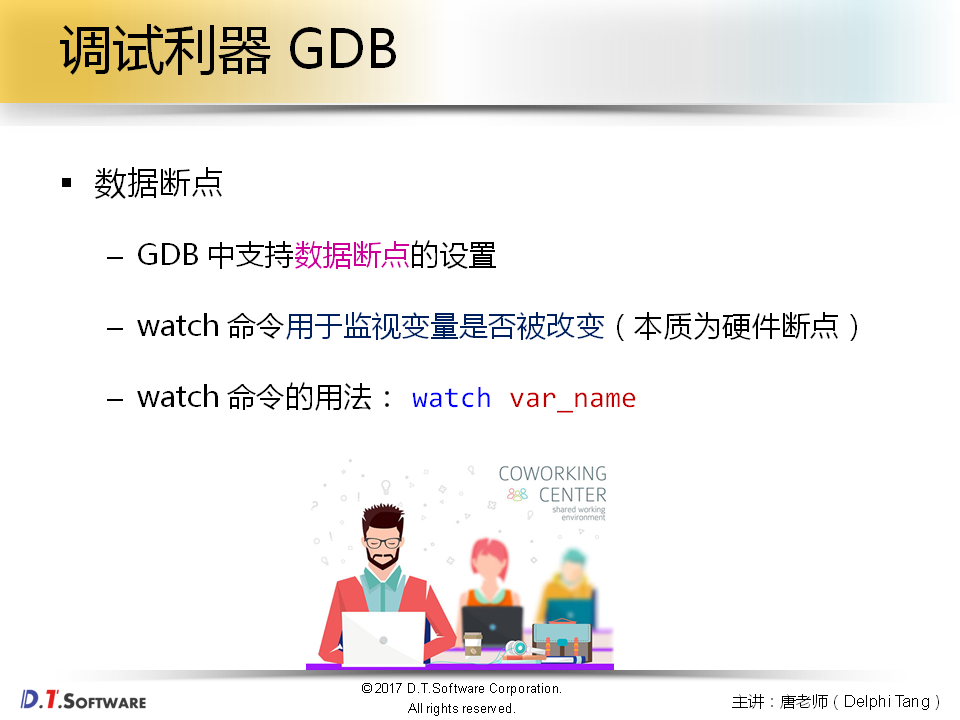 调试利器 GDB
▪ 数据断点
– GDB 中支持数据断点的设置
– watch 命令用于监视变量是否被改变（本质为硬件断点）
– watch 命令的用法： watch var_name
COWORKING
CENTER
shared working
environment
D.T.SOFTWARE
©2017 D.T.Software Corporation.
All rights reserved.
主讲：唐老师（Delphi Tang）